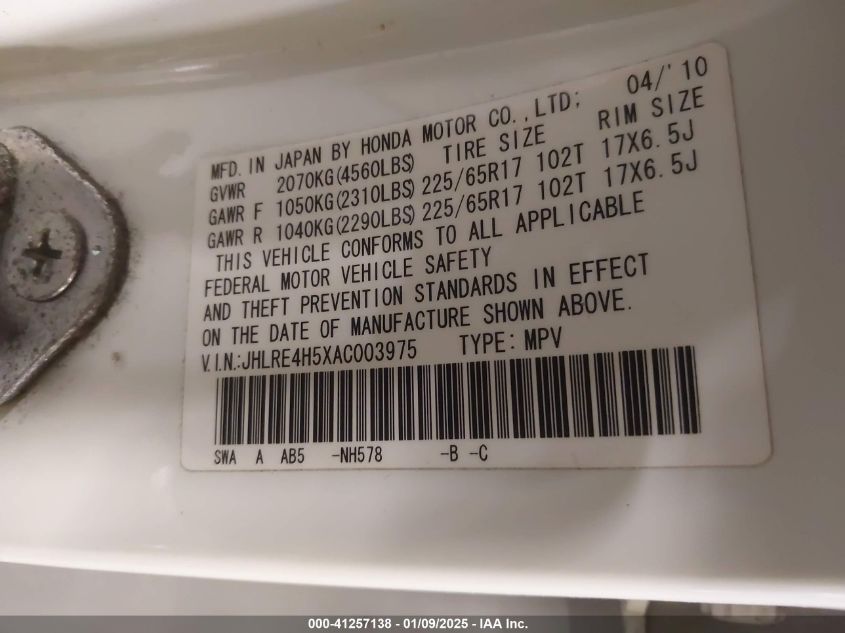 MFD. IN JAPAN BY HONDA MOTOR CO.,LTD; 04/'10
GVWR 2070KG(4560LBS) TIRE SIZE RIM SIZE
GAWR F 1050KG(2310LBS) 225/65R17 102T 17X6.5J
GAWR R 1040KG(2290LBS) 225/65R17 102T 17X6.5J
THIS VEHICLE CONFORMS TO ALL APPLICABLE
FEDERAL MOTOR VEHICLE SAFETY
AND THEFT PREVENTION STANDARDS IN EFFECT
ON THE DATE OF MANUFACTURE SHOWN ABOVE.
V.I.N.:JHLRE4H5XAC003975 TYPE: MPV
SWA A AB5 -NH578 -B -C
000-41257138 - 01/09/2025 - IAA Inc.